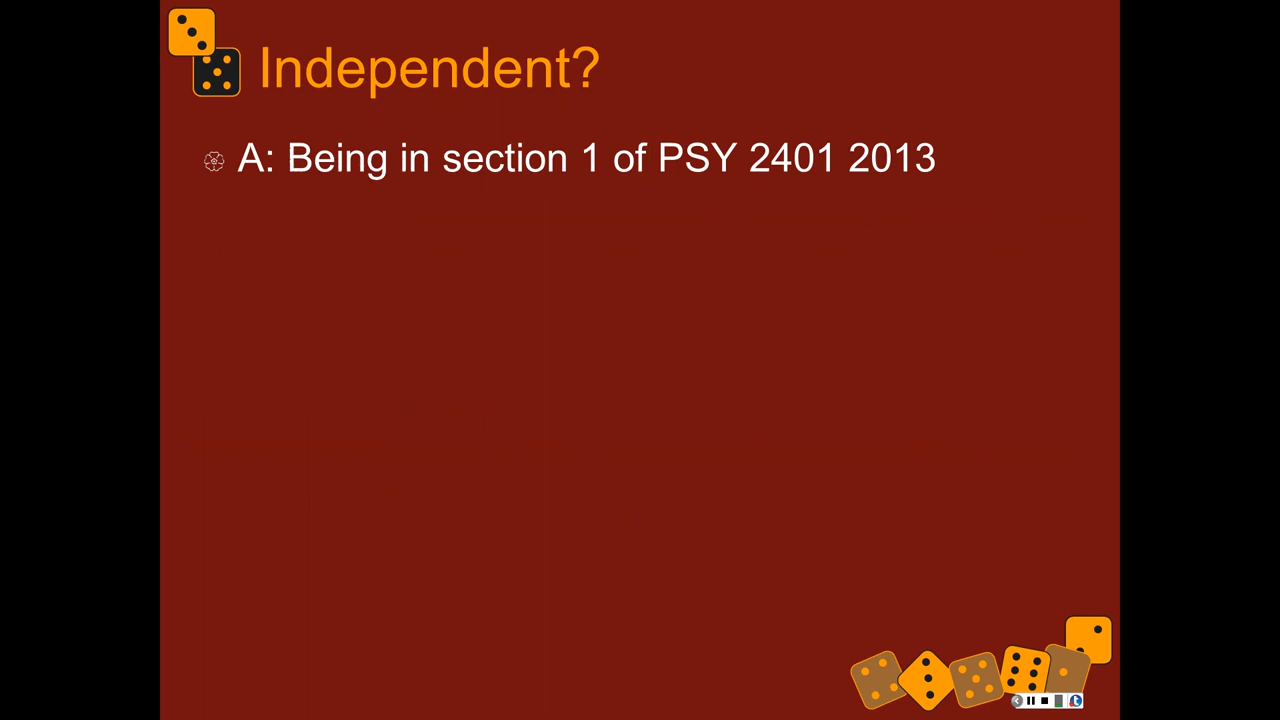 Independent?
A: Being in section 1 of PSY 2401 2013